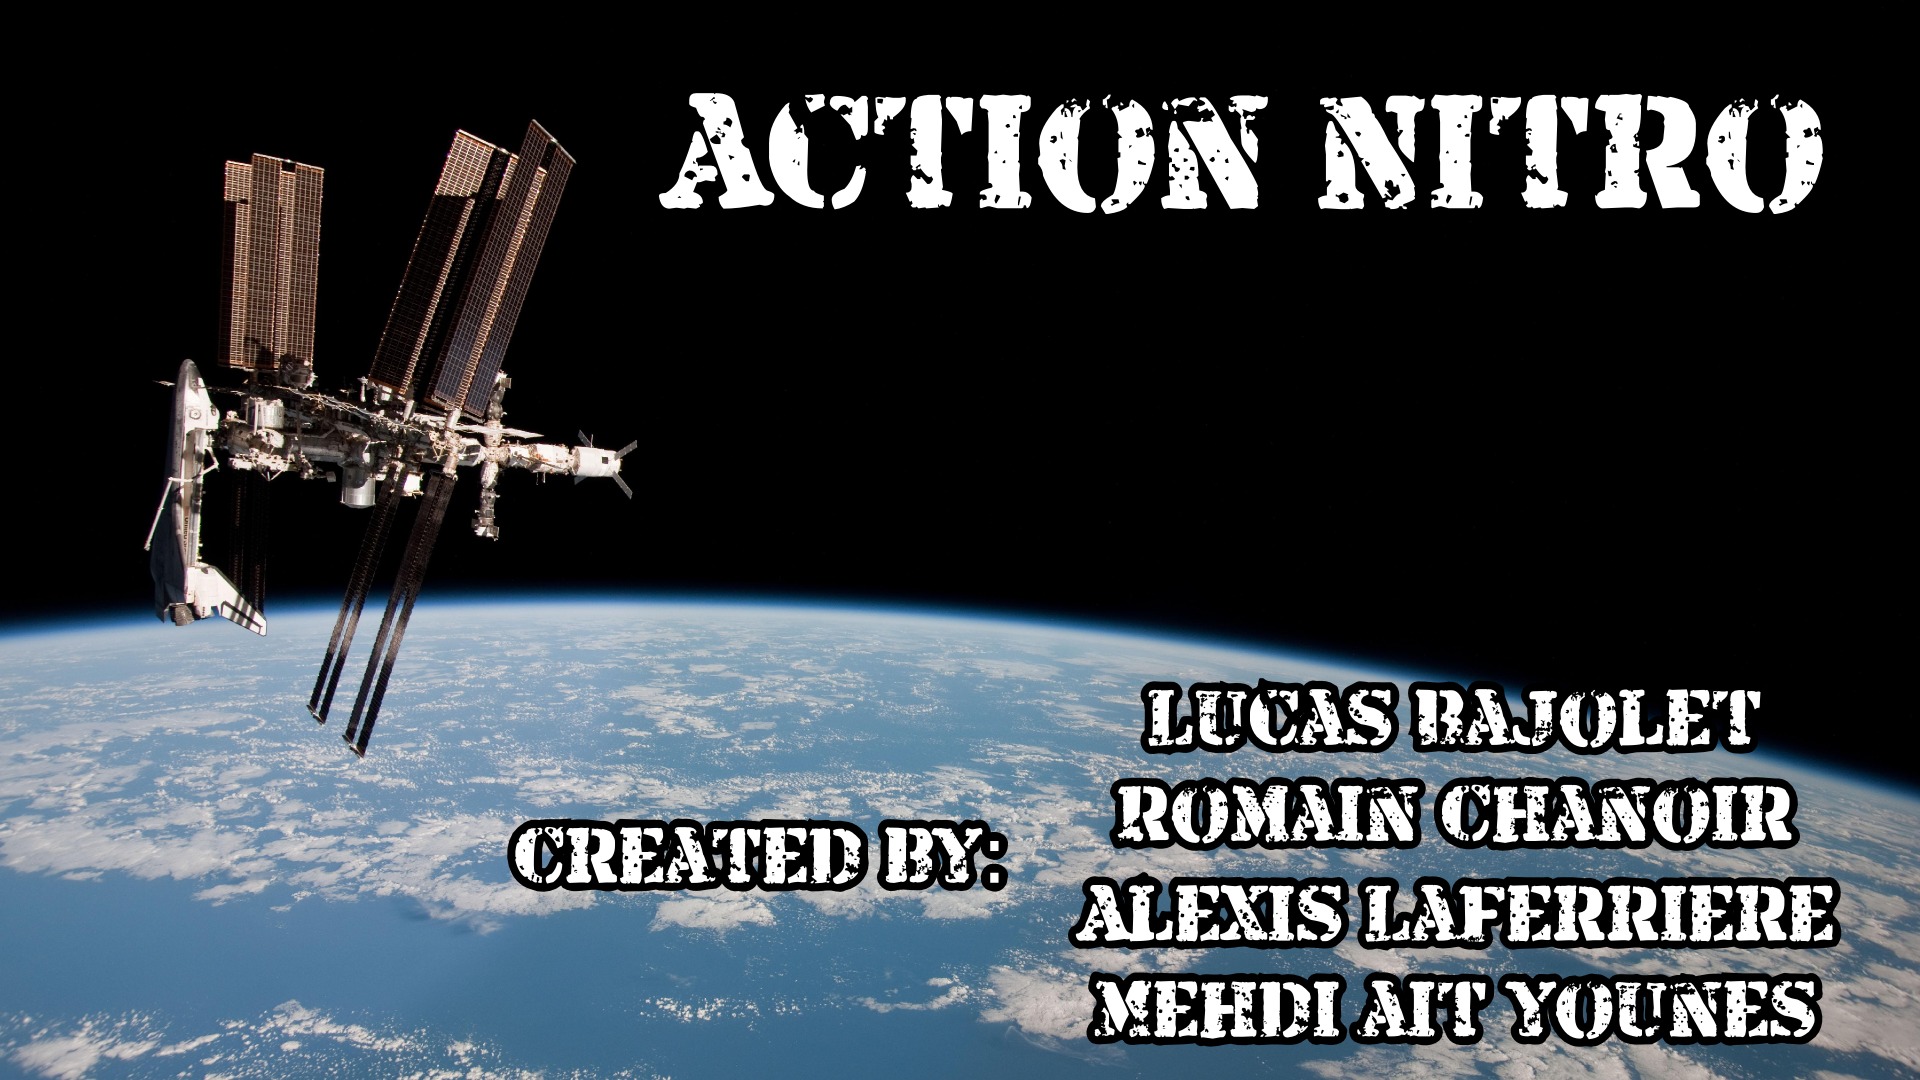 ACTION NITRO
CREATED BY:
LUCAS BAJOLET
ROMAIN CHANOIR
ALEXIS LAFERRIERE
MEHDI AIT YOUNES